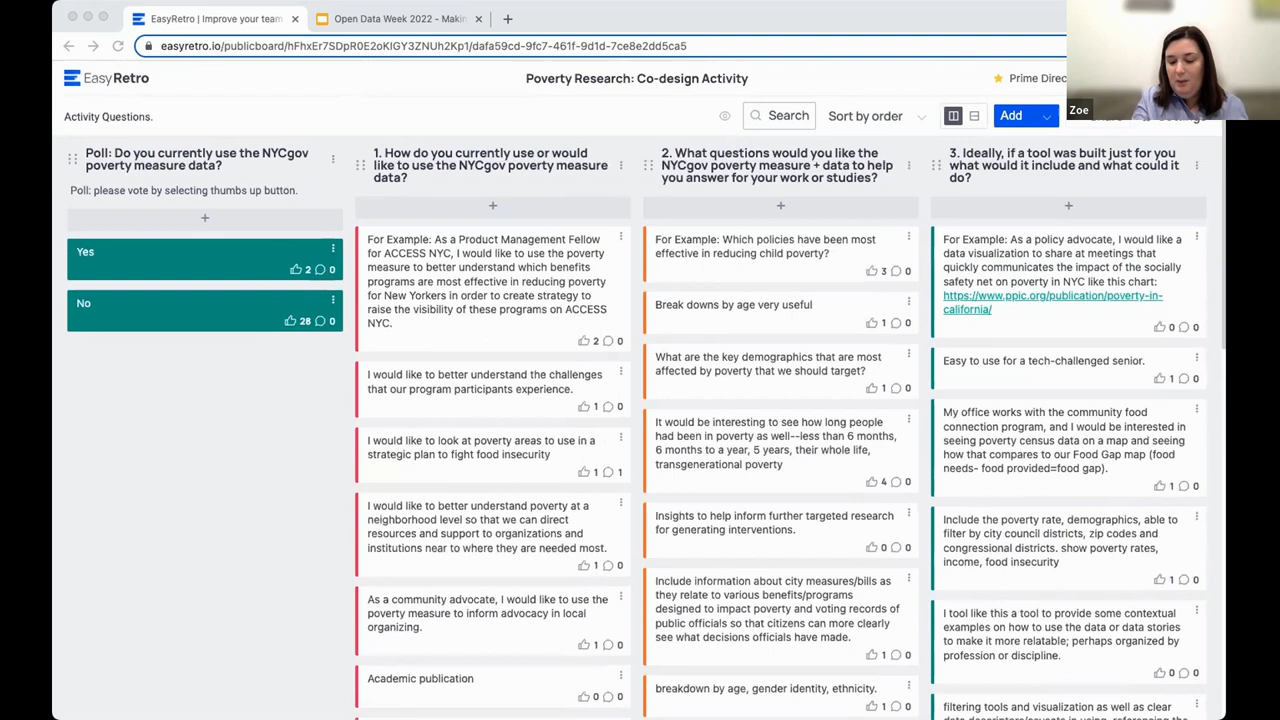 EasyRetro | Improve your team
Open Data Week 2022 - Makin
easyretro.io/publicboard/hFhxEr7SDpR0E2oKIGY3ZNUh2Kp1/dafa59cd-9fc7-461f-9d1d-7ce8e2dd5ca5
EasyRetro
Poverty Research: Co-design Activity
Prime Direc
Zoe
Activity Questions.
Search
Sort by order
Add
Poll: Do you currently use the NYCgov
poverty measure data?
Poll: please vote by selecting thumbs up button.
+
Yes
2 0
No
28 0
1. How do you currently use or would
like to use the NYCgov poverty measure
data?
+
For Example: As a Product Management Fellow
for ACCESS NYC, I would like to use the poverty
measure to better understand which benefits
programs are most effective in reducing poverty
for New Yorkers in order to create strategy to
raise the visibility of these programs on ACCESS
NYC.
2 0
I would like to better understand the challenges
that our program participants experience.
1 0
I would like to look at poverty areas to use in a
strategic plan to fight food insecurity
1 1
I would like to better understand poverty at a
neighborhood level so that we can direct
resources and support to organizations and
institutions near to where they are needed most.
1 0
As a community advocate, I would like to use the
poverty measure to inform advocacy in local
organizing.
1 0
Academic publication
0 0
2. What questions would you like the
NYCgov poverty measure + data to help
you answer for your work or studies?
+
For Example: Which policies have been most
effective in reducing child poverty?
3 0
Break downs by age very useful
1 0
What are the key demographics that are most
affected by poverty that we should target?
1 0
It would be interesting to see how long people
had been in poverty as well--less than 6 months,
6 months to a year, 5 years, their whole life,
transgenerational poverty
4 0
Insights to help inform further targeted research
for generating interventions.
0 0
Include information about city measures/bills as
they relate to various benefits/programs
designed to impact poverty and voting records of
public officials so that citizens can more clearly
see what decisions officials have made.
1 0
breakdown by age, gender identity, ethnicity.
1 0
3. Ideally, if a tool was built just for you
what would it include and what could it
do?
+
For Example: As a policy advocate, I would like a
data visualization to share at meetings that
quickly communicates the impact of the socially
safety net on poverty in NYC like this chart:
https://www.ppic.org/publication/poverty-in-
california/
0 0
Easy to use for a tech-challenged senior.
1 0
My office works with the community food
connection program, and I would be interested in
seeing poverty census data on a map and seeing
how that compares to our Food Gap map (food
needs- food provided=food gap).
1 0
Include the poverty rate, demographics, able to
filter by city council districts, zip codes and
congressional districts. show poverty rates,
income, food insecurity
1 0
I tool like this a tool to provide some contextual
examples on how to use the data or data stories
to make it more relatable; perhaps organized by
profession or discipline.
0 0
filtering tools and visualization as well as clear